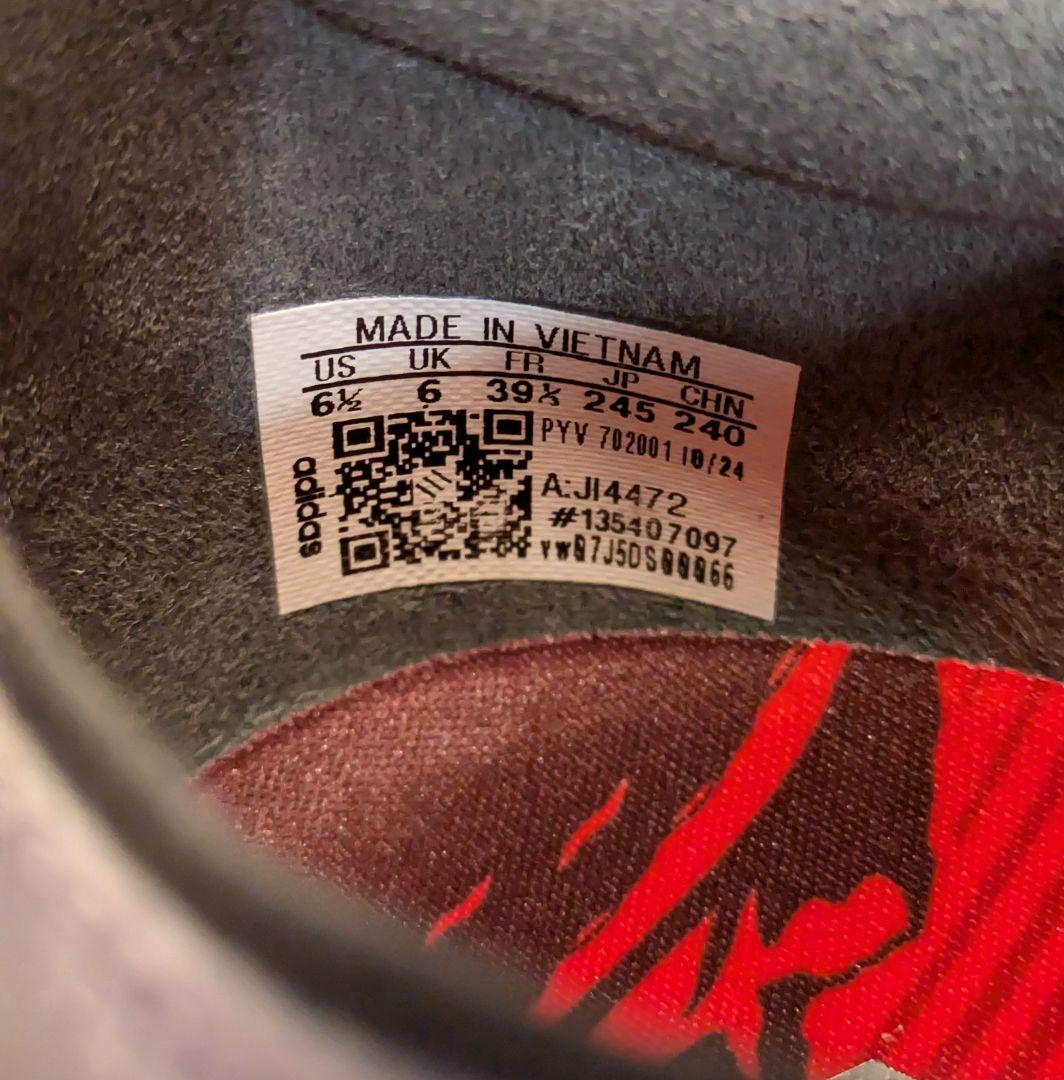 MADE IN VIETNAM
US UK FR JP CHN
6½ 6 39⅓ 245 240
PYV 702001 10/24
adidas
A:JI4472
#135407097